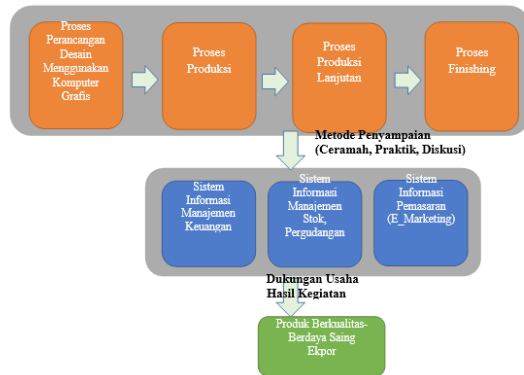 Proses
Perancangan
Desain
Menggunakan
Komputer
Grafis
Proses
Produksi
Proses
Produksi
Lanjutan
Proses
Finishing
Metode Penyampaian
(Ceramah, Praktik, Diskusi)
Sistem
Informasi
Manajemen
Keuangan
Sistem
Informasi
Manajemen
Stok,
Pergudangan
Sistem
Informasi
Pemasaran
(E_Marketing)
Dukungan Usaha
Hasil Kegiatan
Produk Berkualitas-
Berdaya Saing
Ekpor